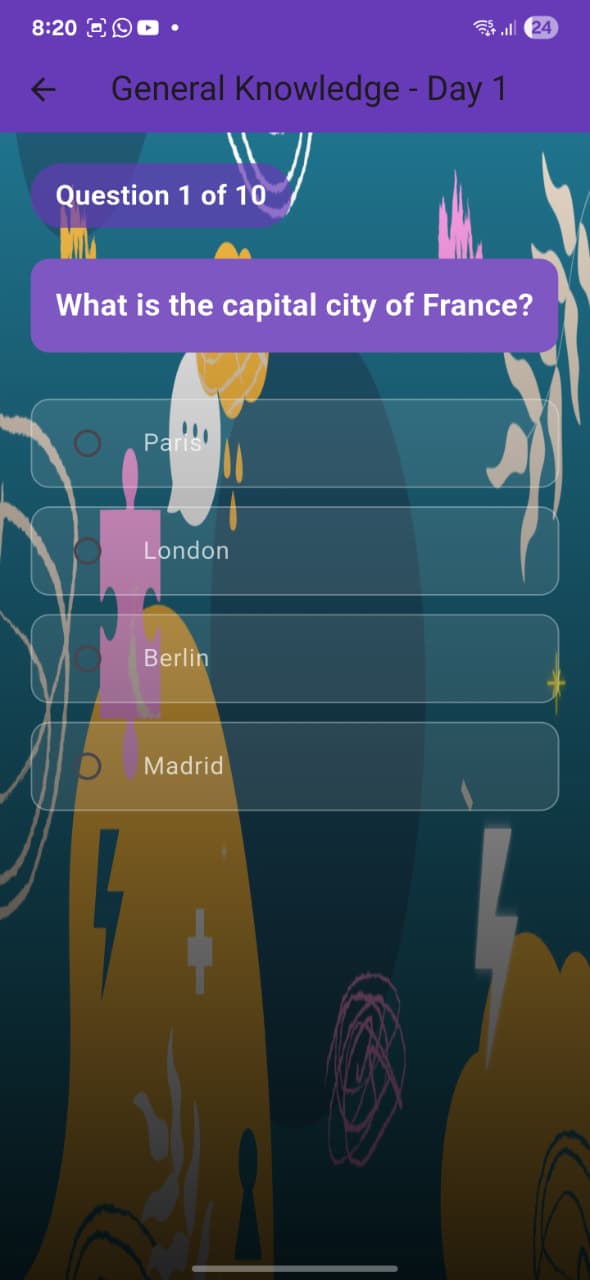 8:20
24
General Knowledge - Day 1
Question 1 of 10
What is the capital city of France?
Paris
London
Berlin
Madrid